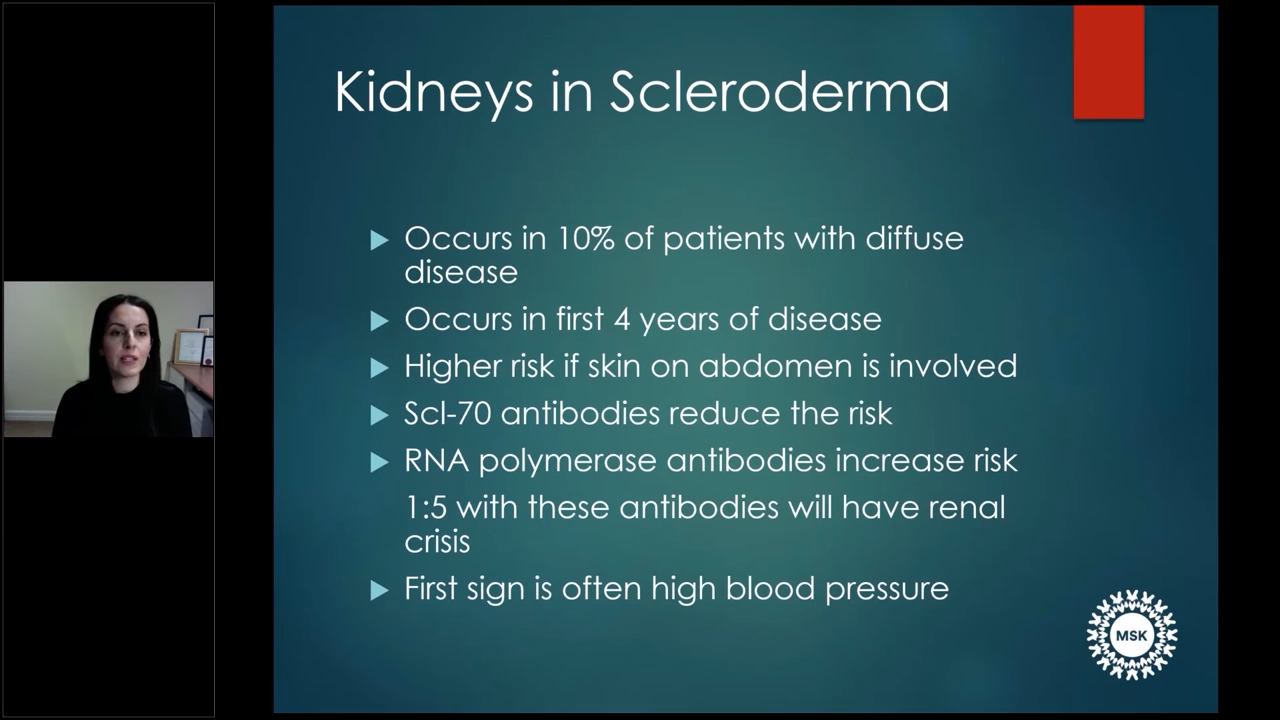 Kidneys in Scleroderma
Occurs in 10% of patients with diffuse
disease
Occurs in first 4 years of disease
Higher risk if skin on abdomen is involved
Scl-70 antibodies reduce the risk
RNA polymerase antibodies increase risk
1:5 with these antibodies will have renal
crisis
First sign is often high blood pressure
MSK